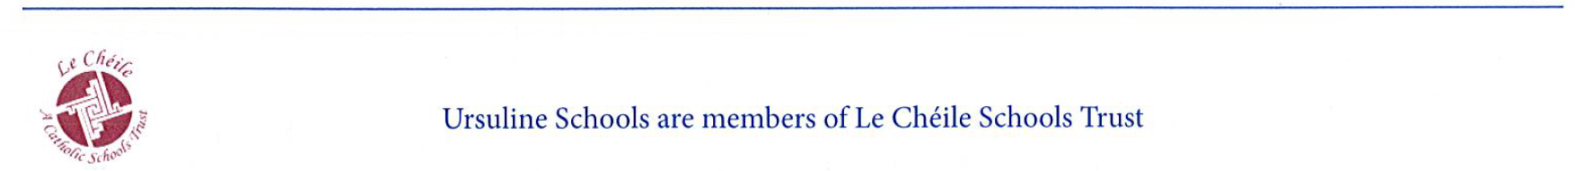 Le Chéile
A Catholic Schools Trust
Ursuline Schools are members of Le Chéile Schools Trust